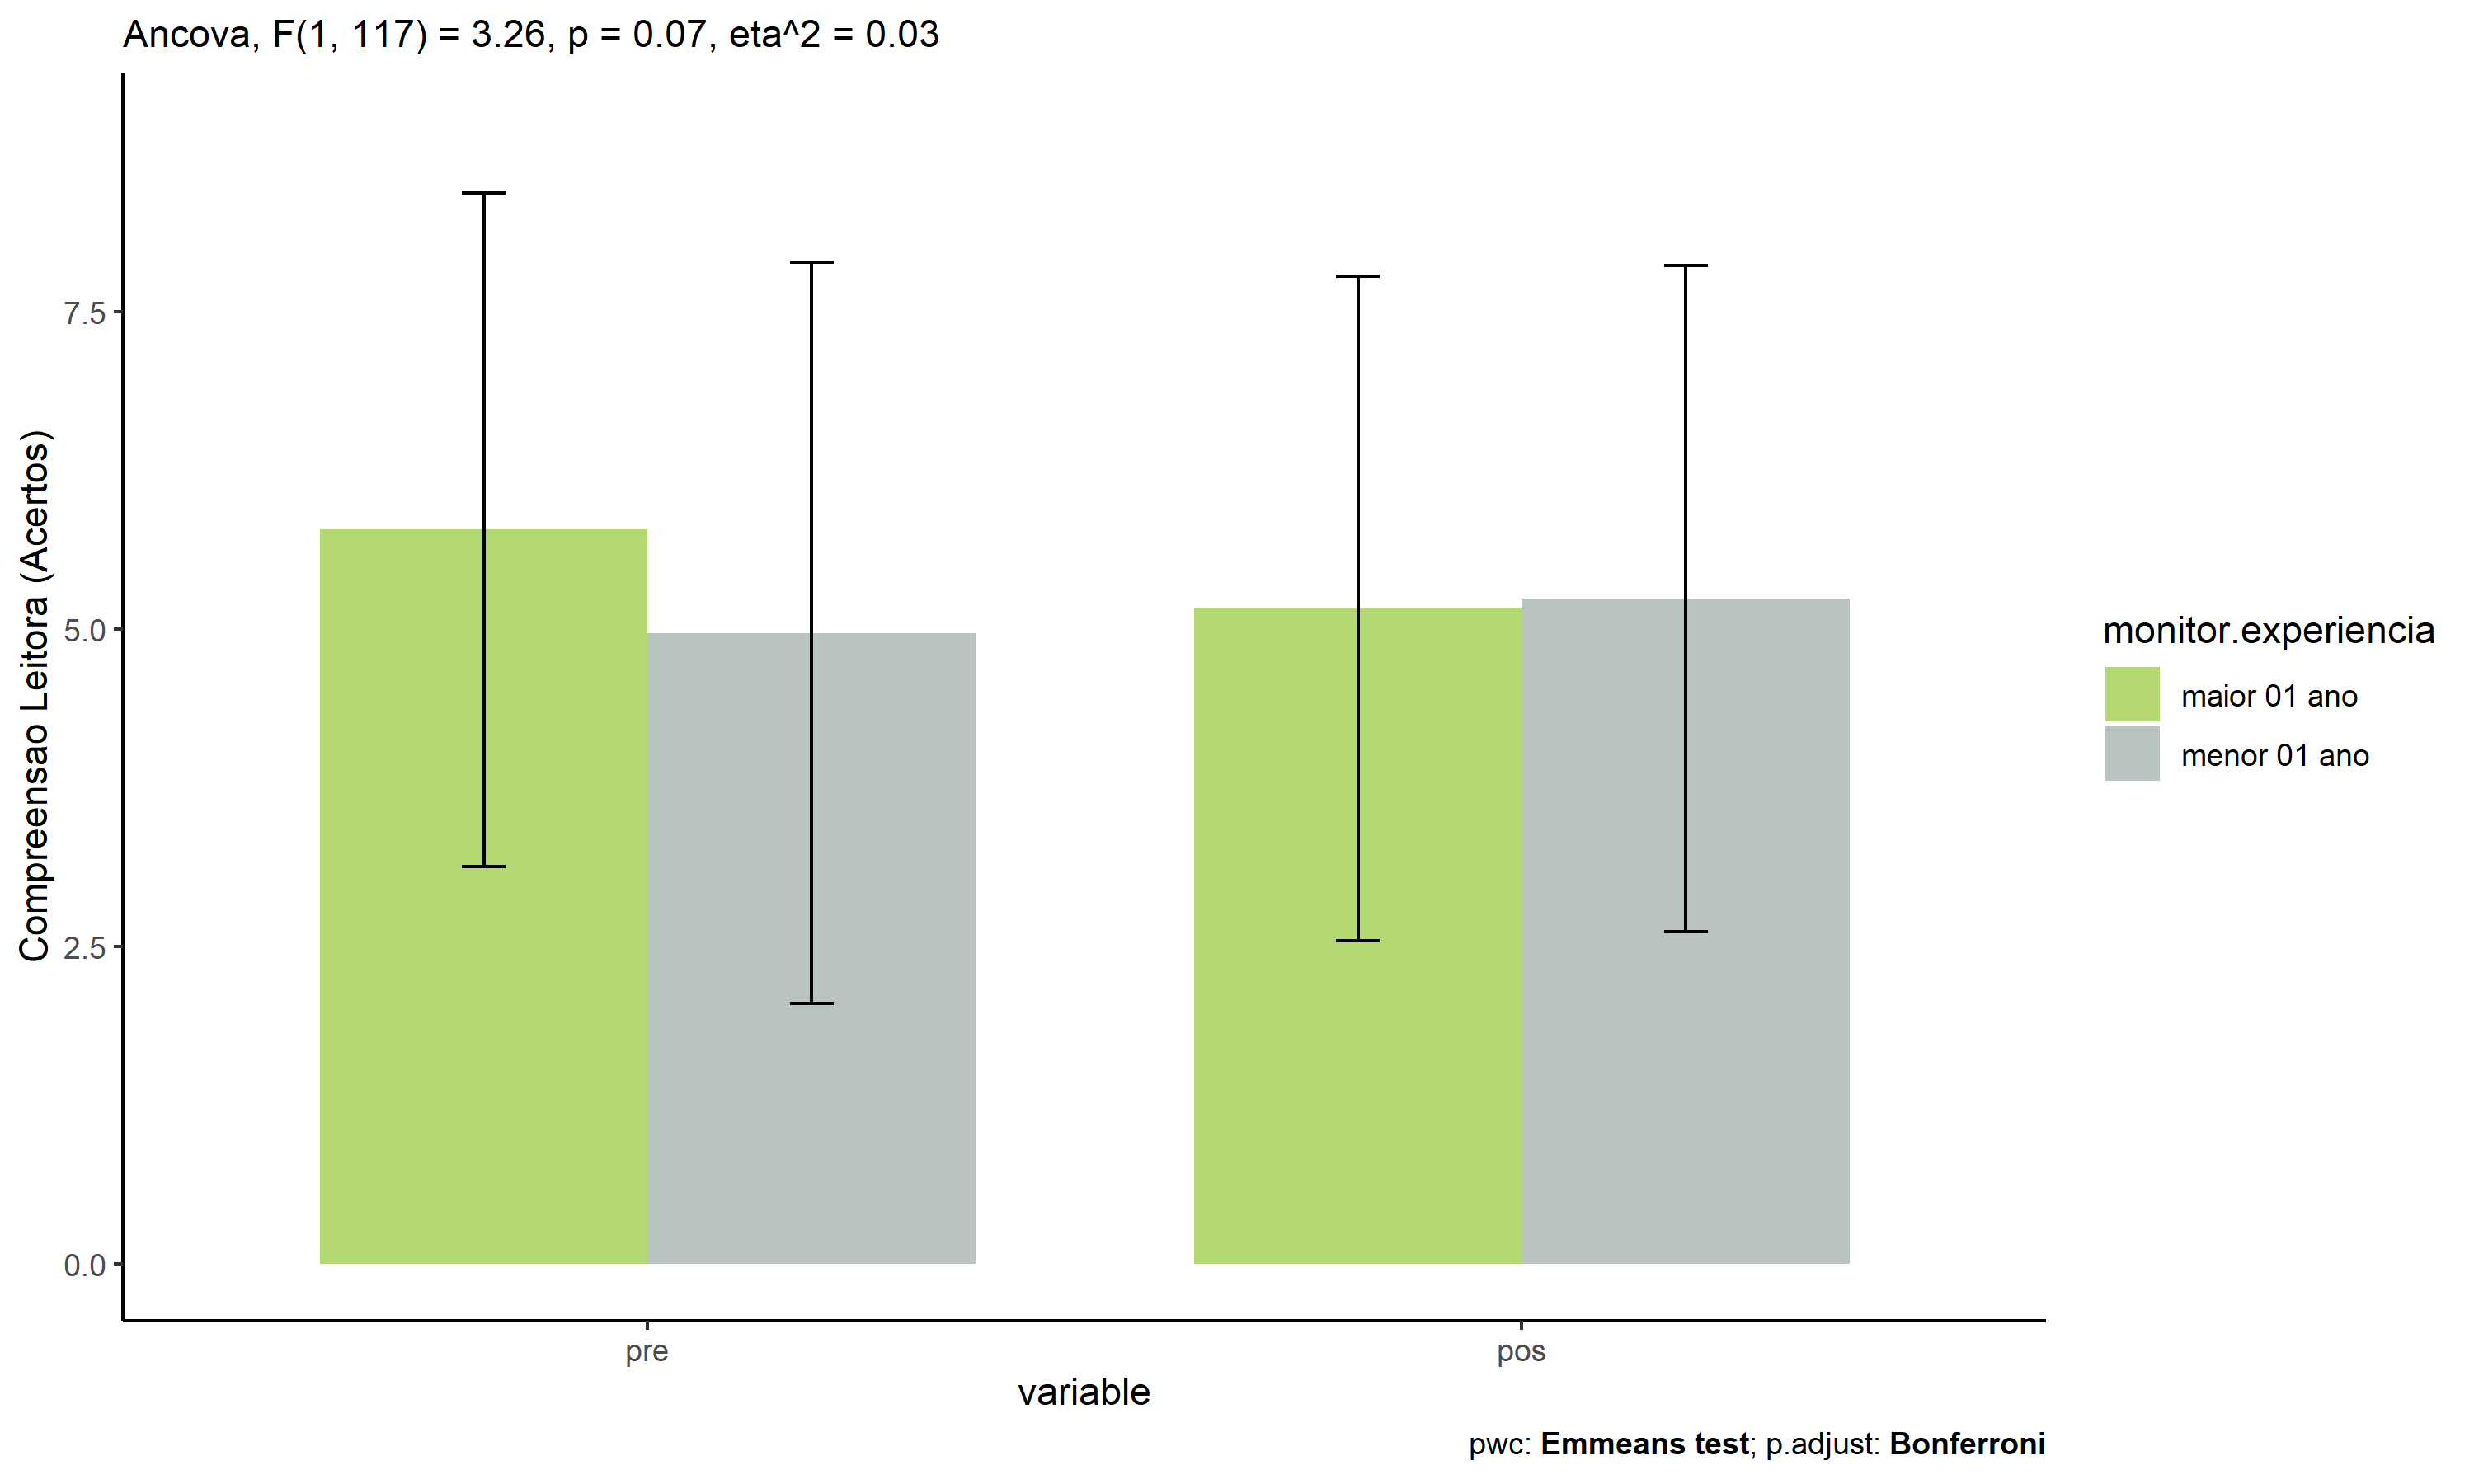 Ancova, F(1, 117) = 3.26, p = 0.07, eta^2 = 0.03
Compreensao Leitora (Acertos)
7.5
5.0
2.5
0.0
pre
pos
variable
monitor.experiencia
maior 01 ano
menor 01 ano
pwc: Emmeans test; p.adjust: Bonferroni